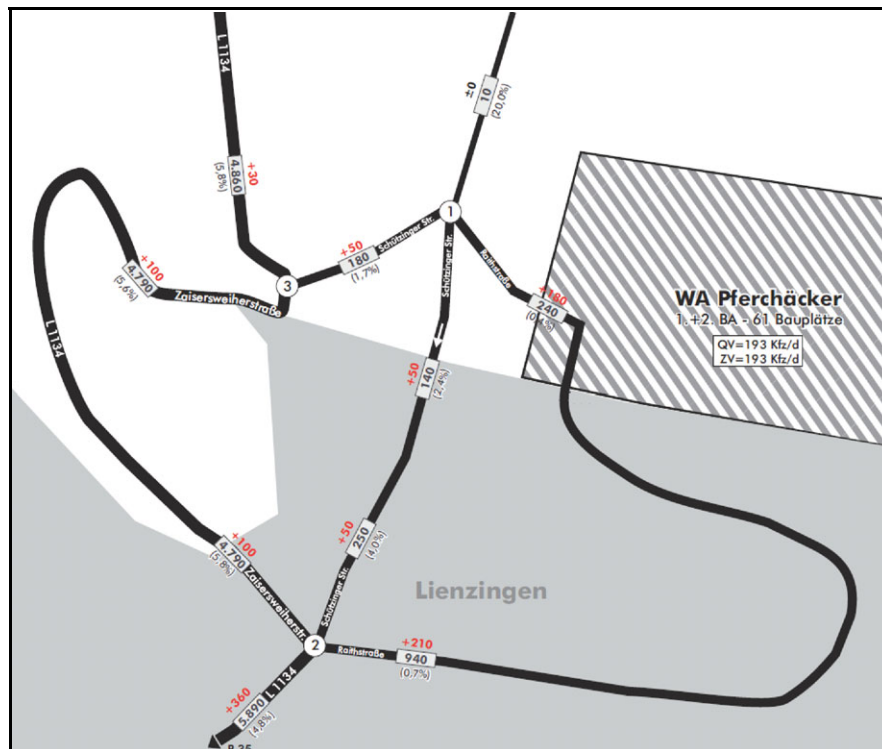 L 1134
±0
10
(20,0%)
+30
4.860
(5,8%)
1
+50
180
(1,7%)
Schützinger Str.
3
+100
4.790
(5,6%)
Zaisersweiherstraße
Schützinger Str.
Raithstraße
+180
240
WA Pferchäcker
1.+2. BA - 61 Bauplätze
QV=193 Kfz/d
ZV=193 Kfz/d
L 1134
+50
140
(2,4%)
+50
250
(4,0%)
Schützinger Str.
+100
4.790
(5,8%)
Zaisersweiherstr.
Lienzingen
2
Raithstraße
+210
940
(0,7%)
+360
5.890
(4,8%)
L 1134